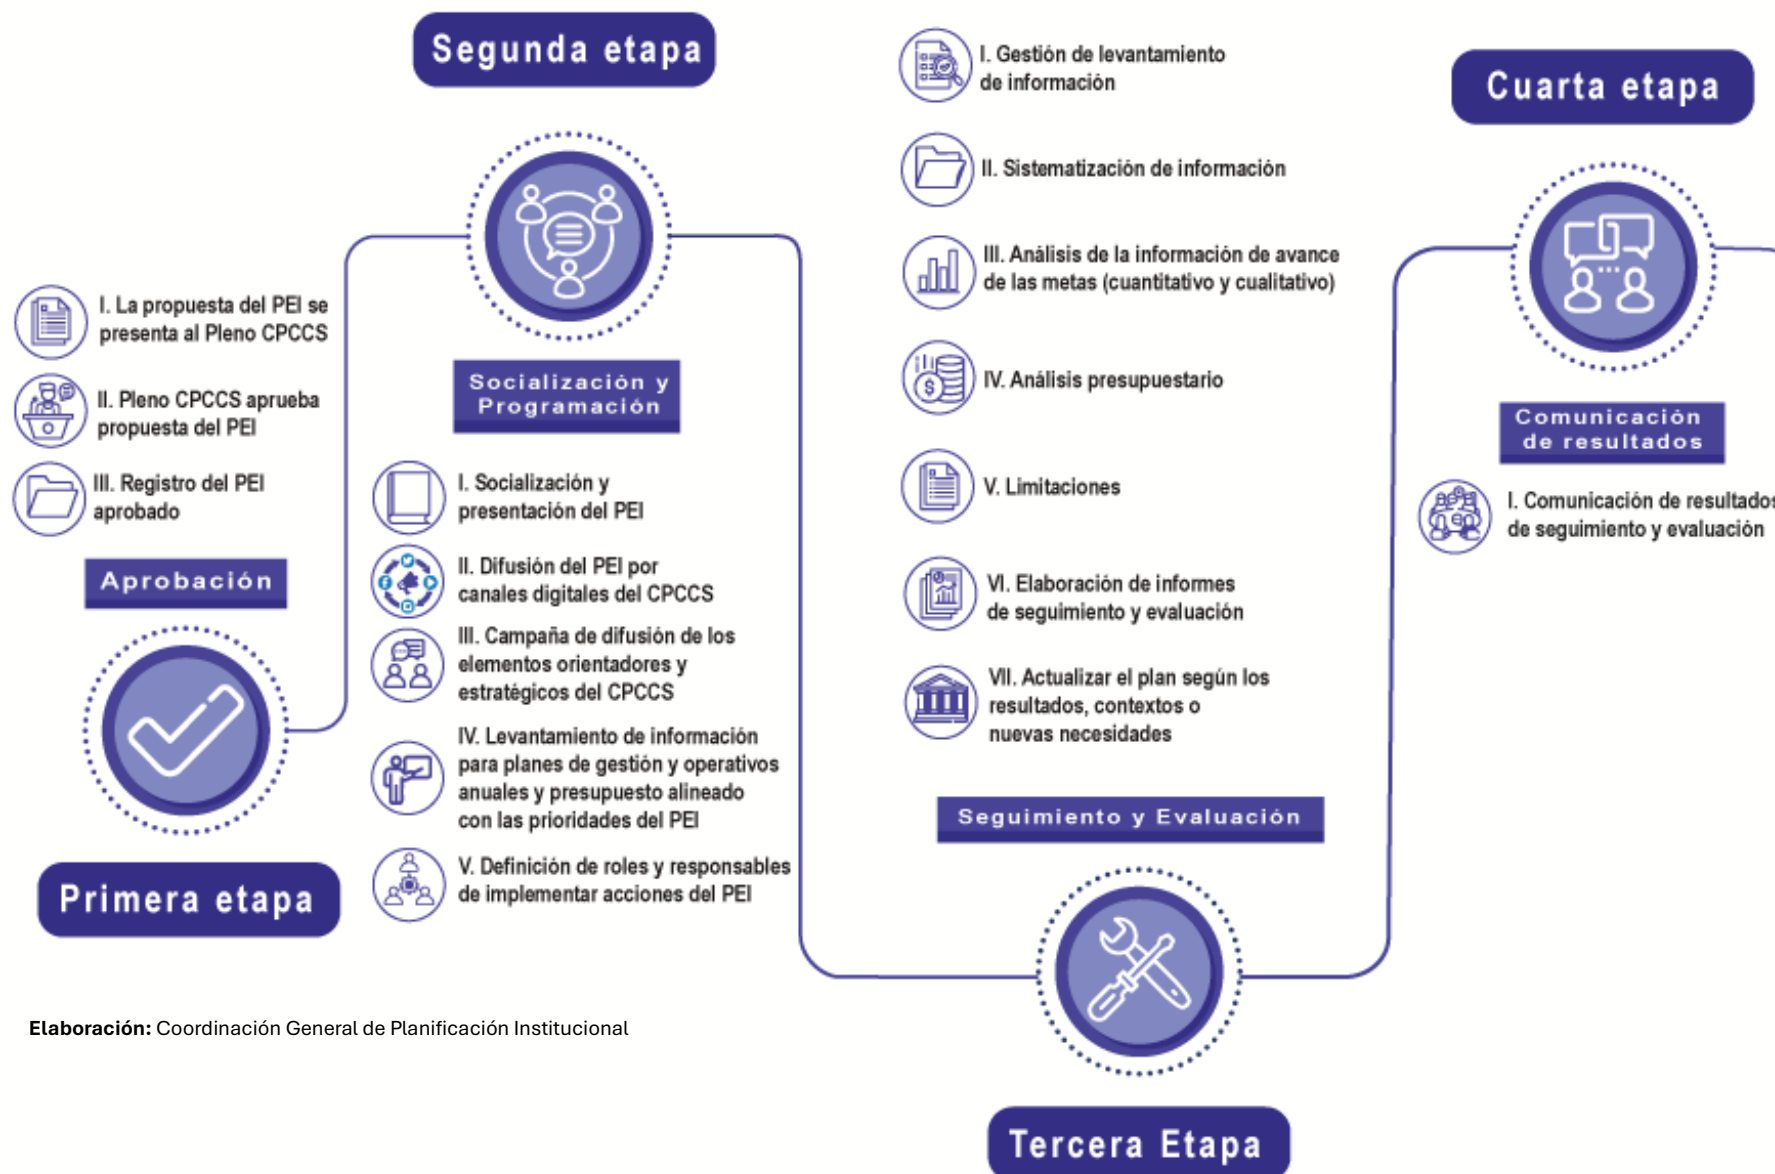 Primera etapa
Aprobación
I. La propuesta del PEI se
presenta al Pleno CPCCS
II. Pleno CPCCS aprueba
propuesta del PEI
III. Registro del PEI
aprobado
Segunda etapa
Socialización y
Programación
I. Socialización y
presentación del PEI
II. Difusión del PEI por
canales digitales del CPCCS
III. Campaña de difusión de los
elementos orientadores y
estratégicos del CPCCS
IV. Levantamiento de información
para planes de gestión y operativos
anuales y presupuesto alineado
con las prioridades del PEI
V. Definición de roles y responsables
de implementar acciones del PEI
Tercera Etapa
Seguimiento y Evaluación
I. Gestión de levantamiento
de información
II. Sistematización de información
III. Análisis de la información de avance
de las metas (cuantitativo y cualitativo)
IV. Análisis presupuestario
V. Limitaciones
VI. Elaboración de informes
de seguimiento y evaluación
VII. Actualizar el plan según los
resultados, contextos o
nuevas necesidades
Cuarta etapa
Comunicación
de resultados
I. Comunicación de resultados
de seguimiento y evaluación
Elaboración: Coordinación General de Planificación Institucional